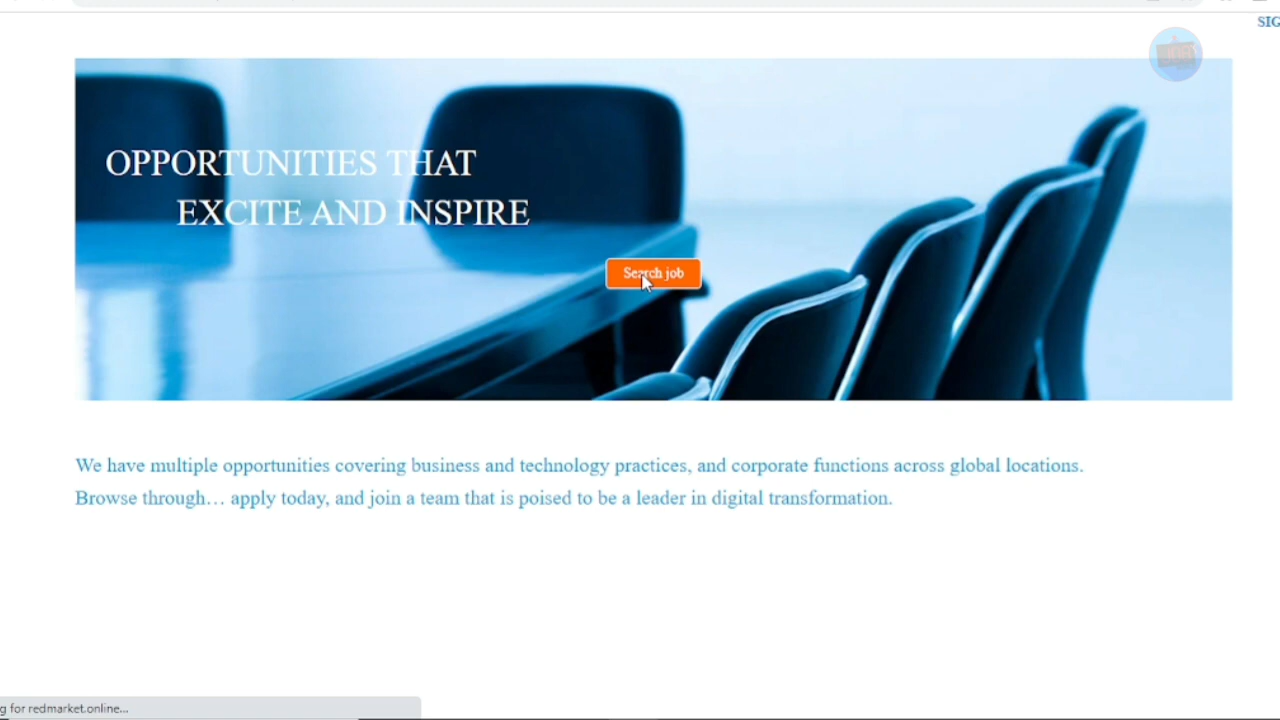 SIG
OPPORTUNITIES THAT
EXCITE AND INSPIRE
Search job
We have multiple opportunities covering business and technology practices, and corporate functions across global locations.
Browse through… apply today, and join a team that is poised to be a leader in digital transformation.
g for redmarket.online...